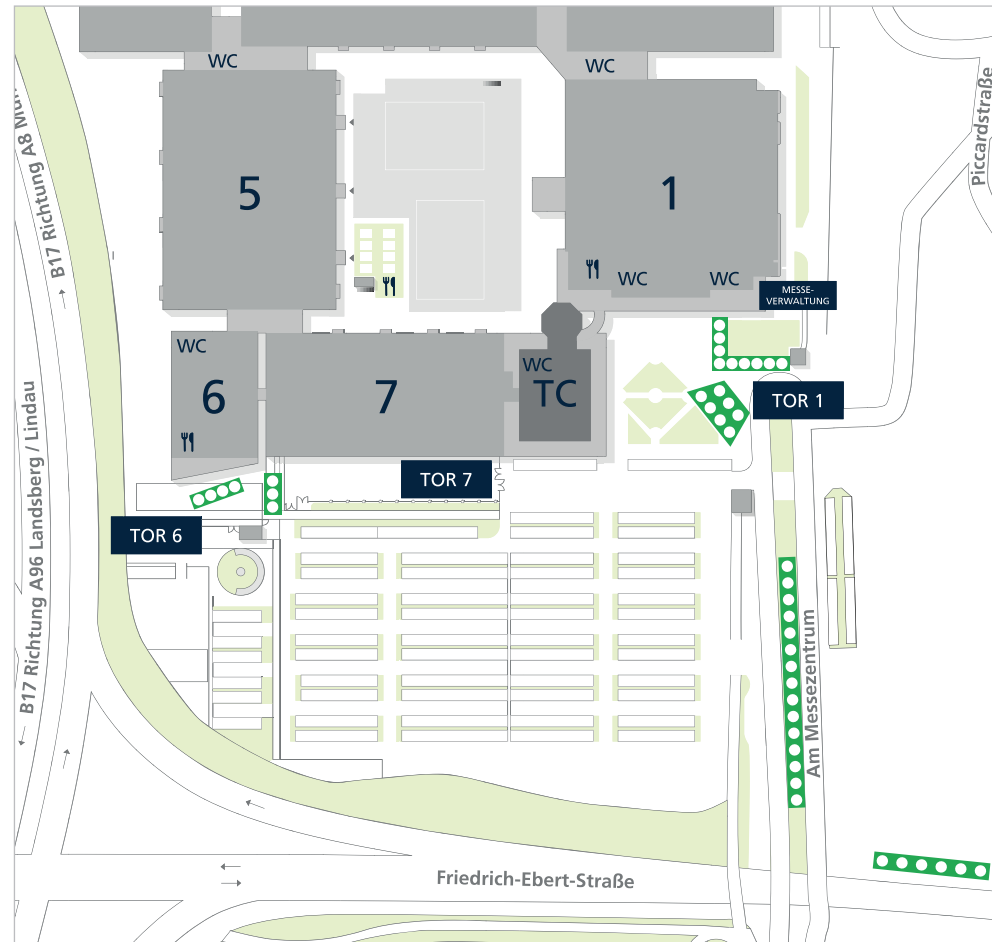 WC
WC
Piccardstraße
B17 Richtung A8
5
1
WC
WC
MESSE-
VERWALTUNG
WC
6
7
WC
TC
TOR 1
TOR 7
TOR 6
B17 Richtung A96 Landsberg / Lindau
Am Messezentrum
Friedrich-Ebert-Straße